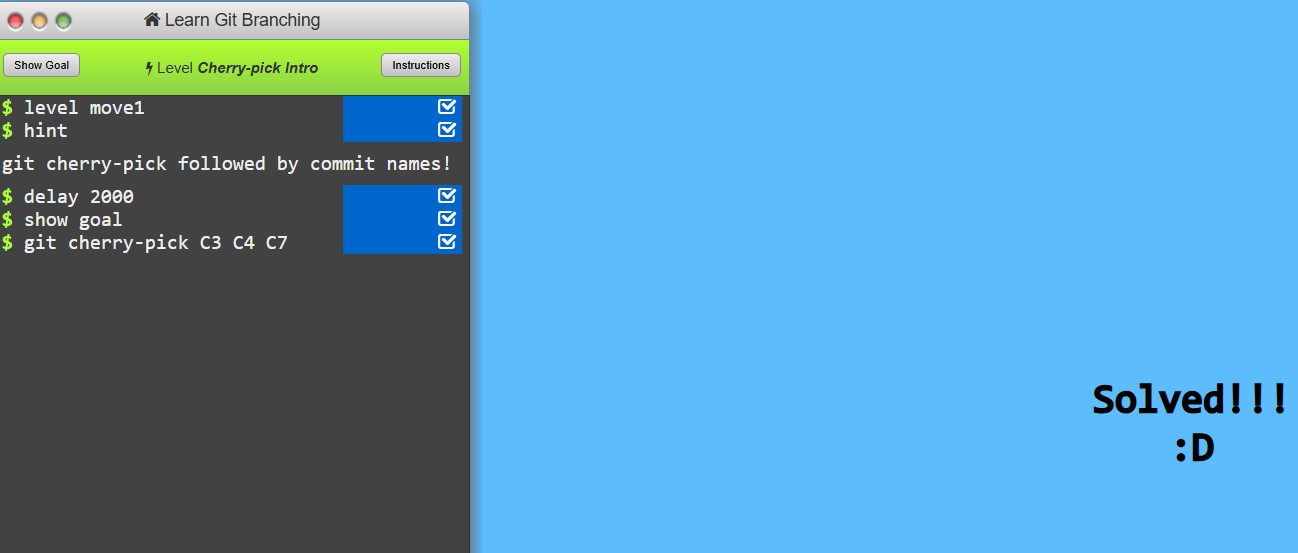 Learn Git Branching
Show Goal
Level Cherry-pick Intro
Instructions
$ level move1
$ hint
git cherry-pick followed by commit names!
$ delay 2000
$ show goal
$ git cherry-pick C3 C4 C7
Solved!!!
:D